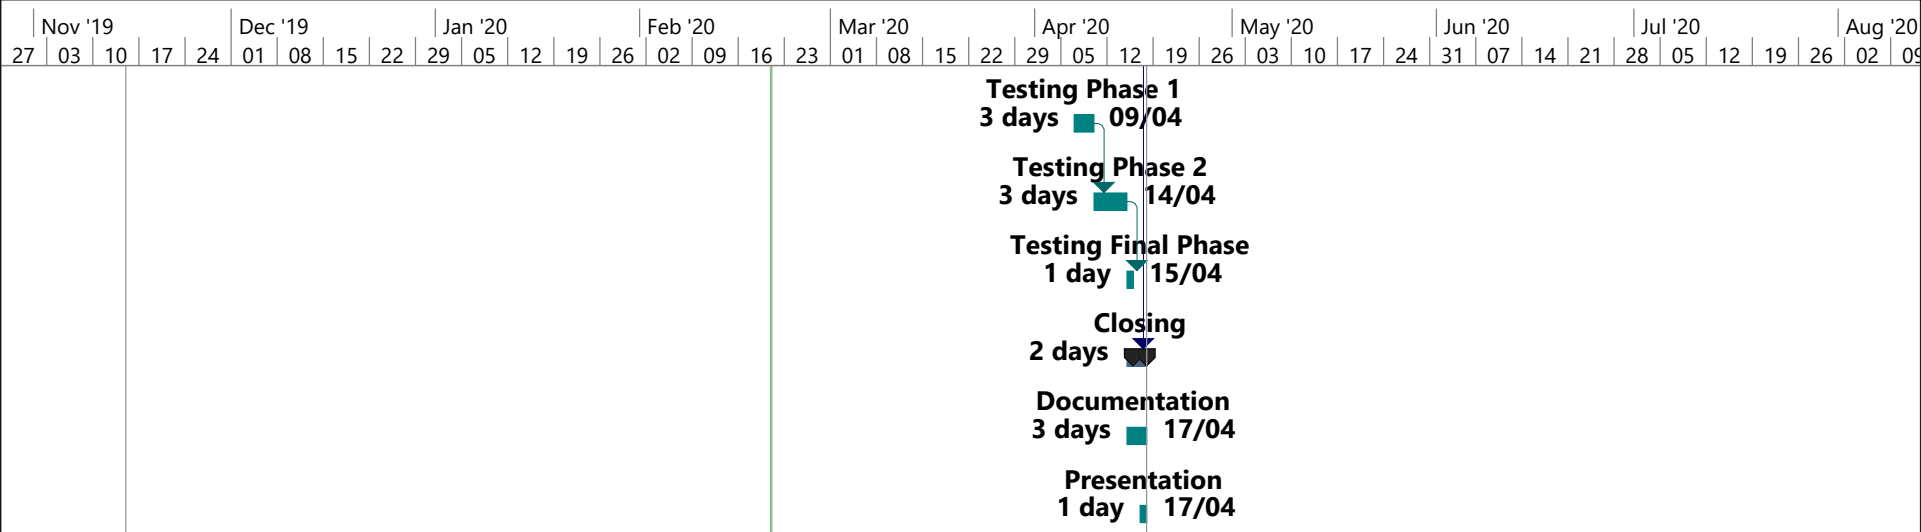 Nov '19 Dec '19 Jan '20 Feb '20 Mar '20 Apr '20 May '20 Jun '20 Jul '20 Aug '20
27 03 10 17 24 01 08 15 22 29 05 12 19 26 02 09 16 23 01 08 15 22 29 05 12 19 26 03 10 17 24 31 07 14 21 28 05 12 19 26 02 09
Testing Phase 1
3 days 09/04
Testing Phase 2
3 days 14/04
Testing Final Phase
1 day 15/04
Closing
2 days
Documentation
3 days 17/04
Presentation
1 day 17/04